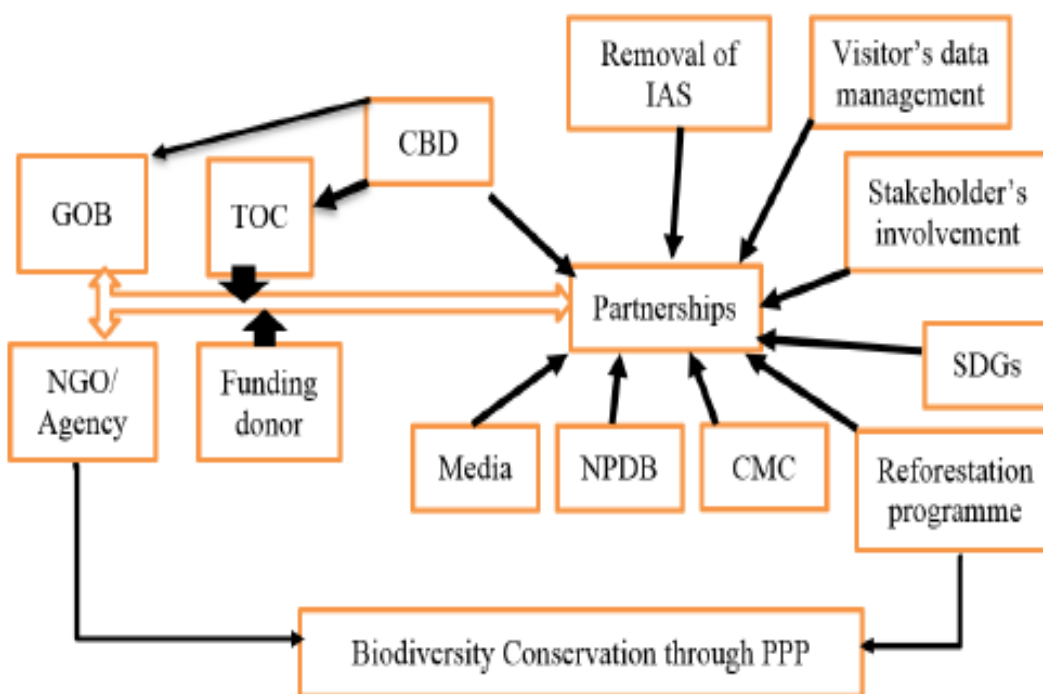 Removal of
IAS
Visitor's data
management
CBD
GOB
TOC
Stakeholder's
involvement
Partnerships
NGO/
Agency
Funding
donor
SDGs
Media
NPDB
CMC
Reforestation
programme
Biodiversity Conservation through PPP